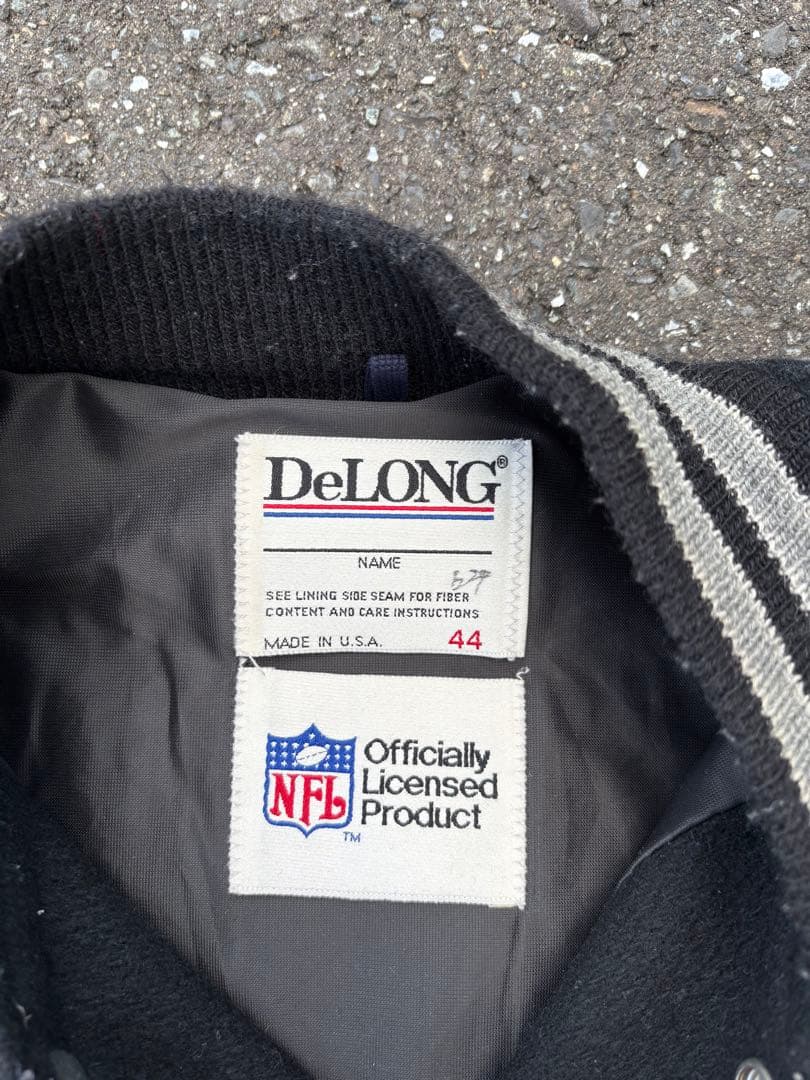 DeLONG®
NAME
SEE LINING SIDE SEAM FOR FIBER
CONTENT AND CARE INSTRUCTIONS
MADE IN U.S.A. 44
NFL
TM
Officially
Licensed
Product